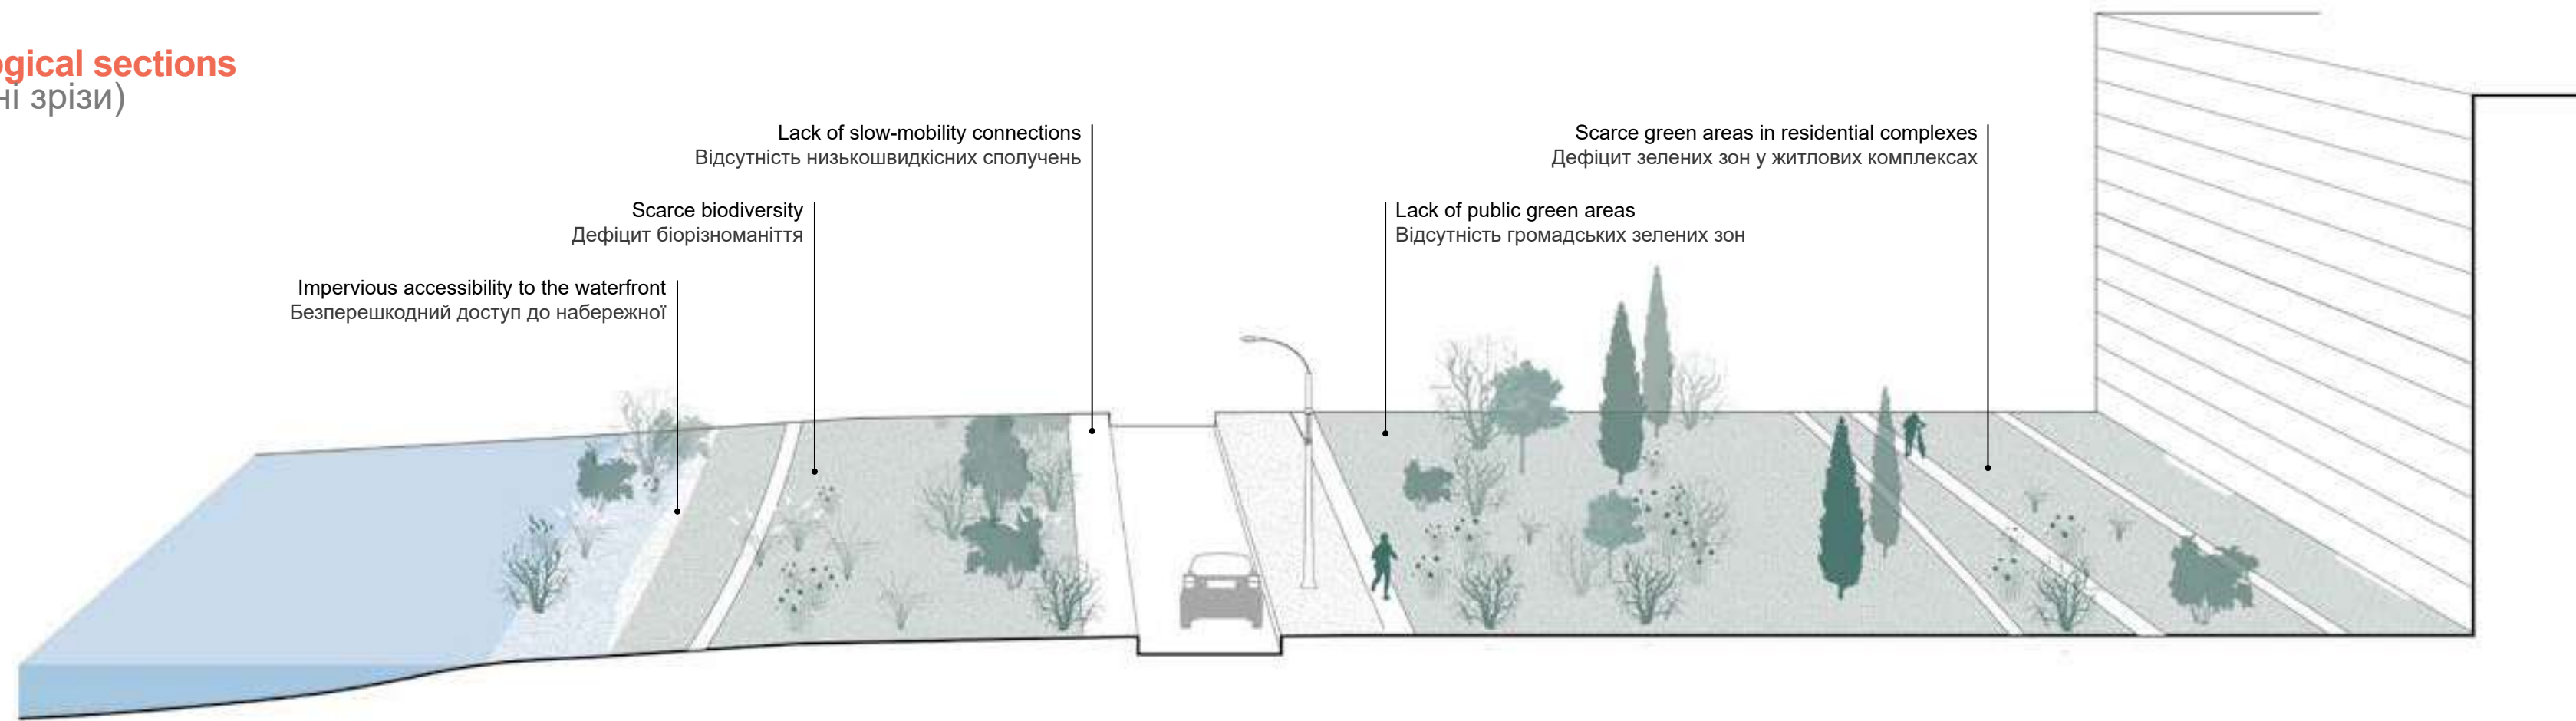 ogical sections
ні зрізи)
Lack of slow-mobility connections
Відсутність низькошвидкісних сполучень
Scarce green areas in residential complexes
Дефіцит зелених зон у житлових комплексах
Scarce biodiversity
Дефіцит біорізноманіття
Lack of public green areas
Відсутність громадських зелених зон
Impervious accessibility to the waterfront
Безперешкодний доступ до набережної